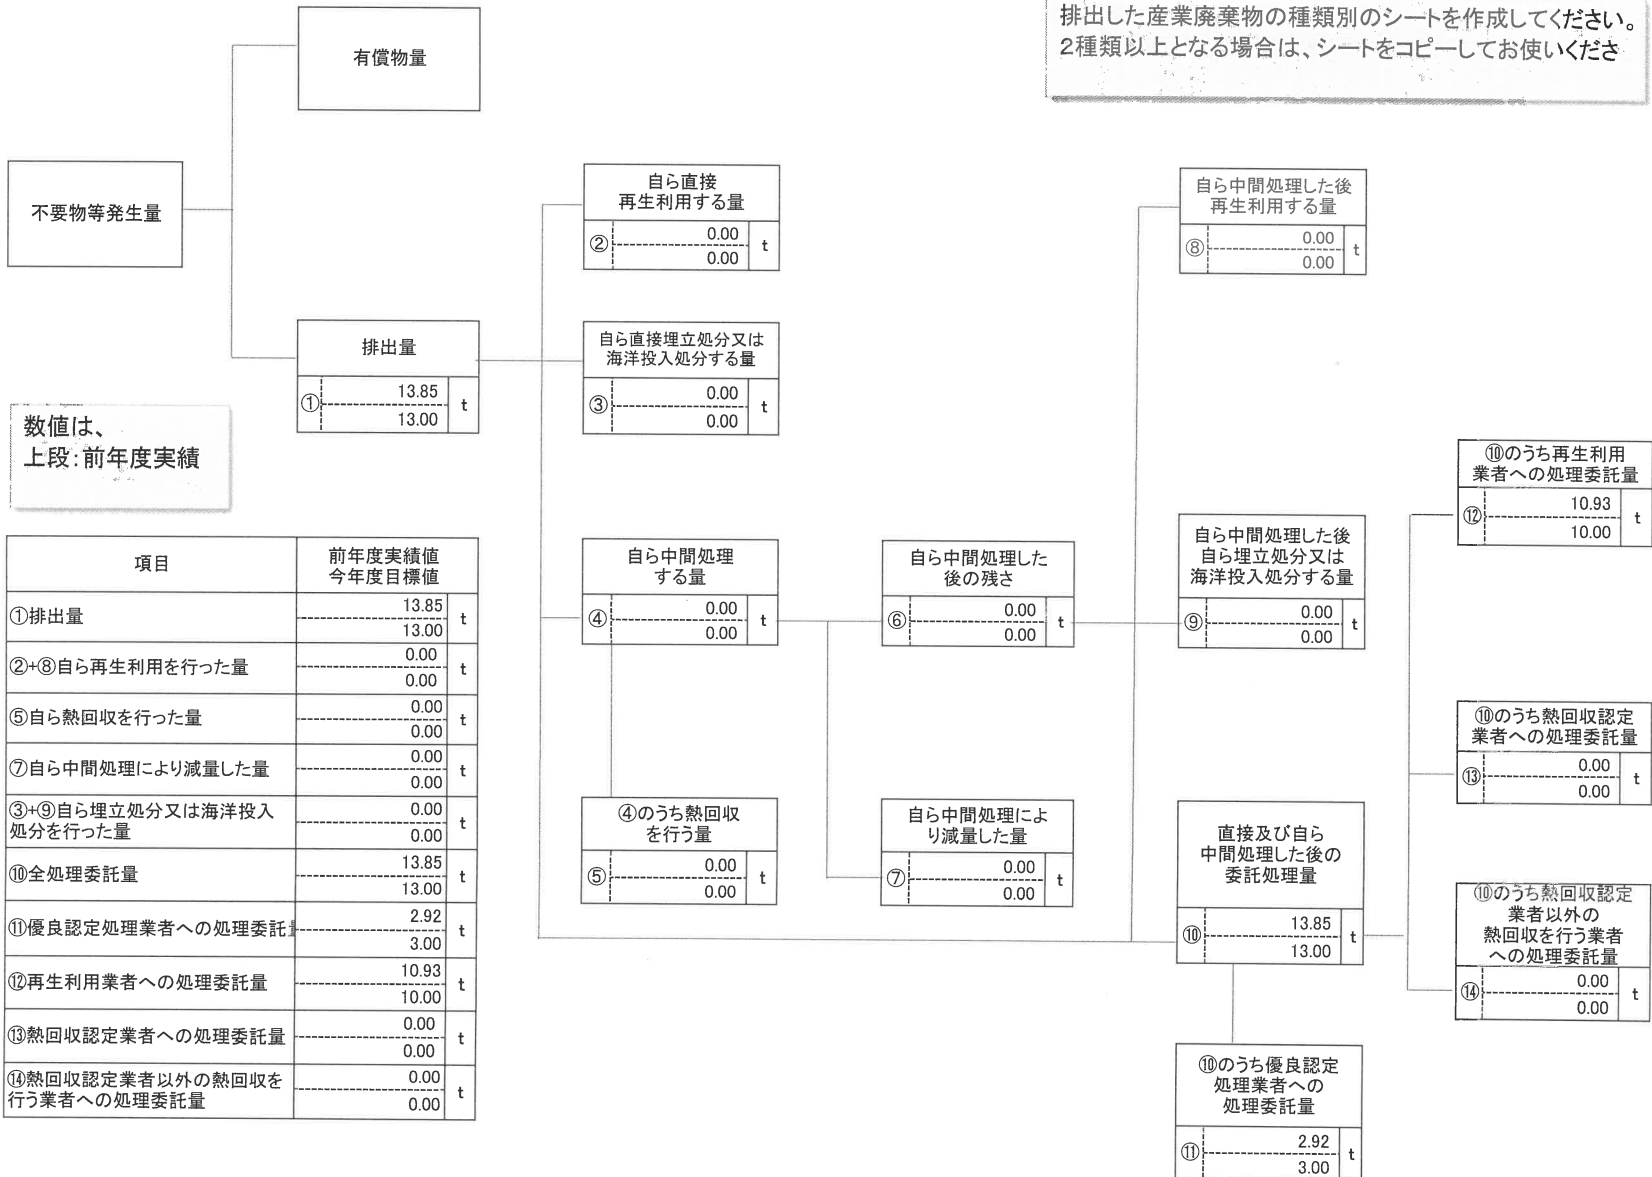 排出した産業廃棄物の種類別のシートを作成してください。
2種類以上となる場合は、シートをコピーしてお使いくださ
有償物量
不要物等発生量
排出量
① 13.85 t
13.00
数値は、
上段:前年度実績
自ら直接
再生利用する量
② 0.00 t
0.00
自ら直接埋立処分又は
海洋投入処分する量
③ 0.00 t
0.00
自ら中間処理
する量
④ 0.00 t
0.00
④のうち熱回収
を行う量
⑤ 0.00 t
0.00
自ら中間処理した
後の残さ
⑥ 0.00 t
0.00
自ら中間処理によ
り減量した量
⑦ 0.00 t
0.00
自ら中間処理した後
再生利用する量
⑧ 0.00 t
0.00
自ら中間処理した後
自ら埋立処分又は
海洋投入処分する量
⑨ 0.00 t
0.00
直接及び自ら
中間処理した後の
委託処理量
⑩ 13.85 t
13.00
⑩のうち優良認定
処理業者への
処理委託量
⑪ 2.92 t
3.00
⑩のうち再生利用
業者への処理委託量
⑫ 10.93 t
10.00
⑩のうち熱回収認定
業者への処理委託量
⑬ 0.00 t
0.00
⑩のうち熱回収認定
業者以外の
熱回収を行う業者
への処理委託量
⑭ 0.00 t
0.00
項目 前年度実績値
今年度目標値
①排出量 13.85 t
13.00
②+⑧自ら再生利用を行った量 0.00 t
0.00
⑤自ら熱回収を行った量 0.00 t
0.00
⑦自ら中間処理により減量した量 0.00 t
0.00
③+⑨自ら埋立処分又は海洋投入
処分を行った量 0.00 t
0.00
⑩全処理委託量 13.85 t
13.00
⑪優良認定処理業者への処理委託 2.92 t
3.00
⑫再生利用業者への処理委託量 10.93 t
10.00
⑬熱回収認定業者への処理委託量 0.00 t
0.00
⑭熱回収認定業者以外の熱回収を
行う業者への処理委託量 0.00 t
0.00